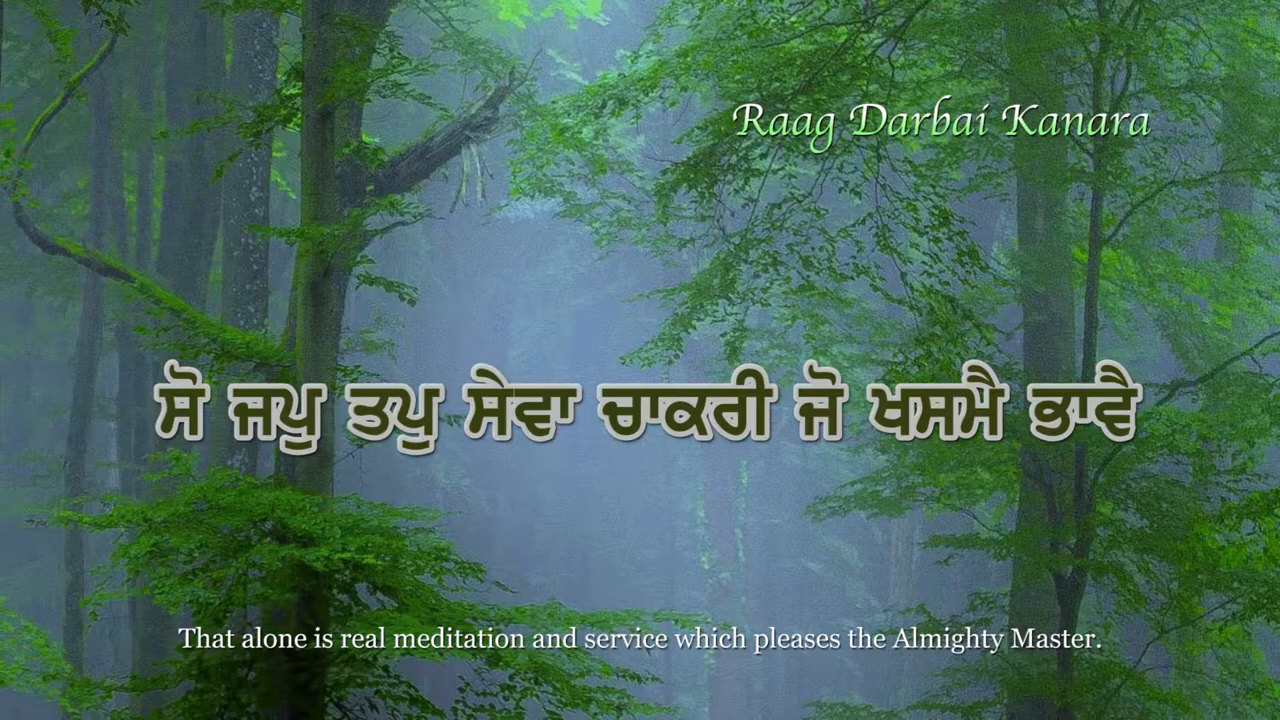 Raag Darbai Kanara
ਸੋ ਜਪੁ ਤਪੁ ਸੇਵਾ ਚਾਕਰੀ ਜੋ ਖਸਮੈ ਭਾਵੈ
That alone is real meditation and service which pleases the Almighty Master.